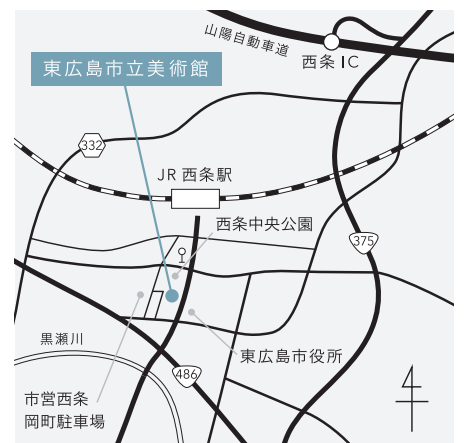 山陽自動車道
西条 IC
東広島市立美術館
332
JR 西条駅
西条中央公園
375
黒瀬川
東広島市役所
486
市営西条
岡町駐車場